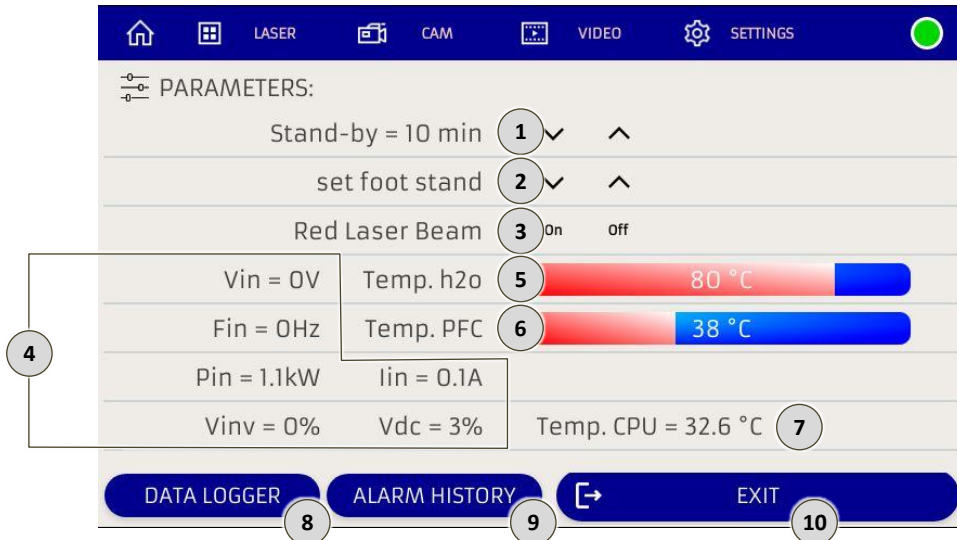 LASER CAM VIDEO SETTINGS
PARAMETERS:
Stand-by = 10 min 1
set foot stand 2
Red Laser Beam 3 On Off
Vin = 0V Temp. h2o 5 80 °C
Fin = 0Hz Temp. PFC 6 38 °C
4
Pin = 1.1kW Iin = 0.1A
Vinv = 0% Vdc = 3% Temp. CPU = 32.6 °C 7
DATA LOGGER ALARM HISTORY EXIT
8 9 10